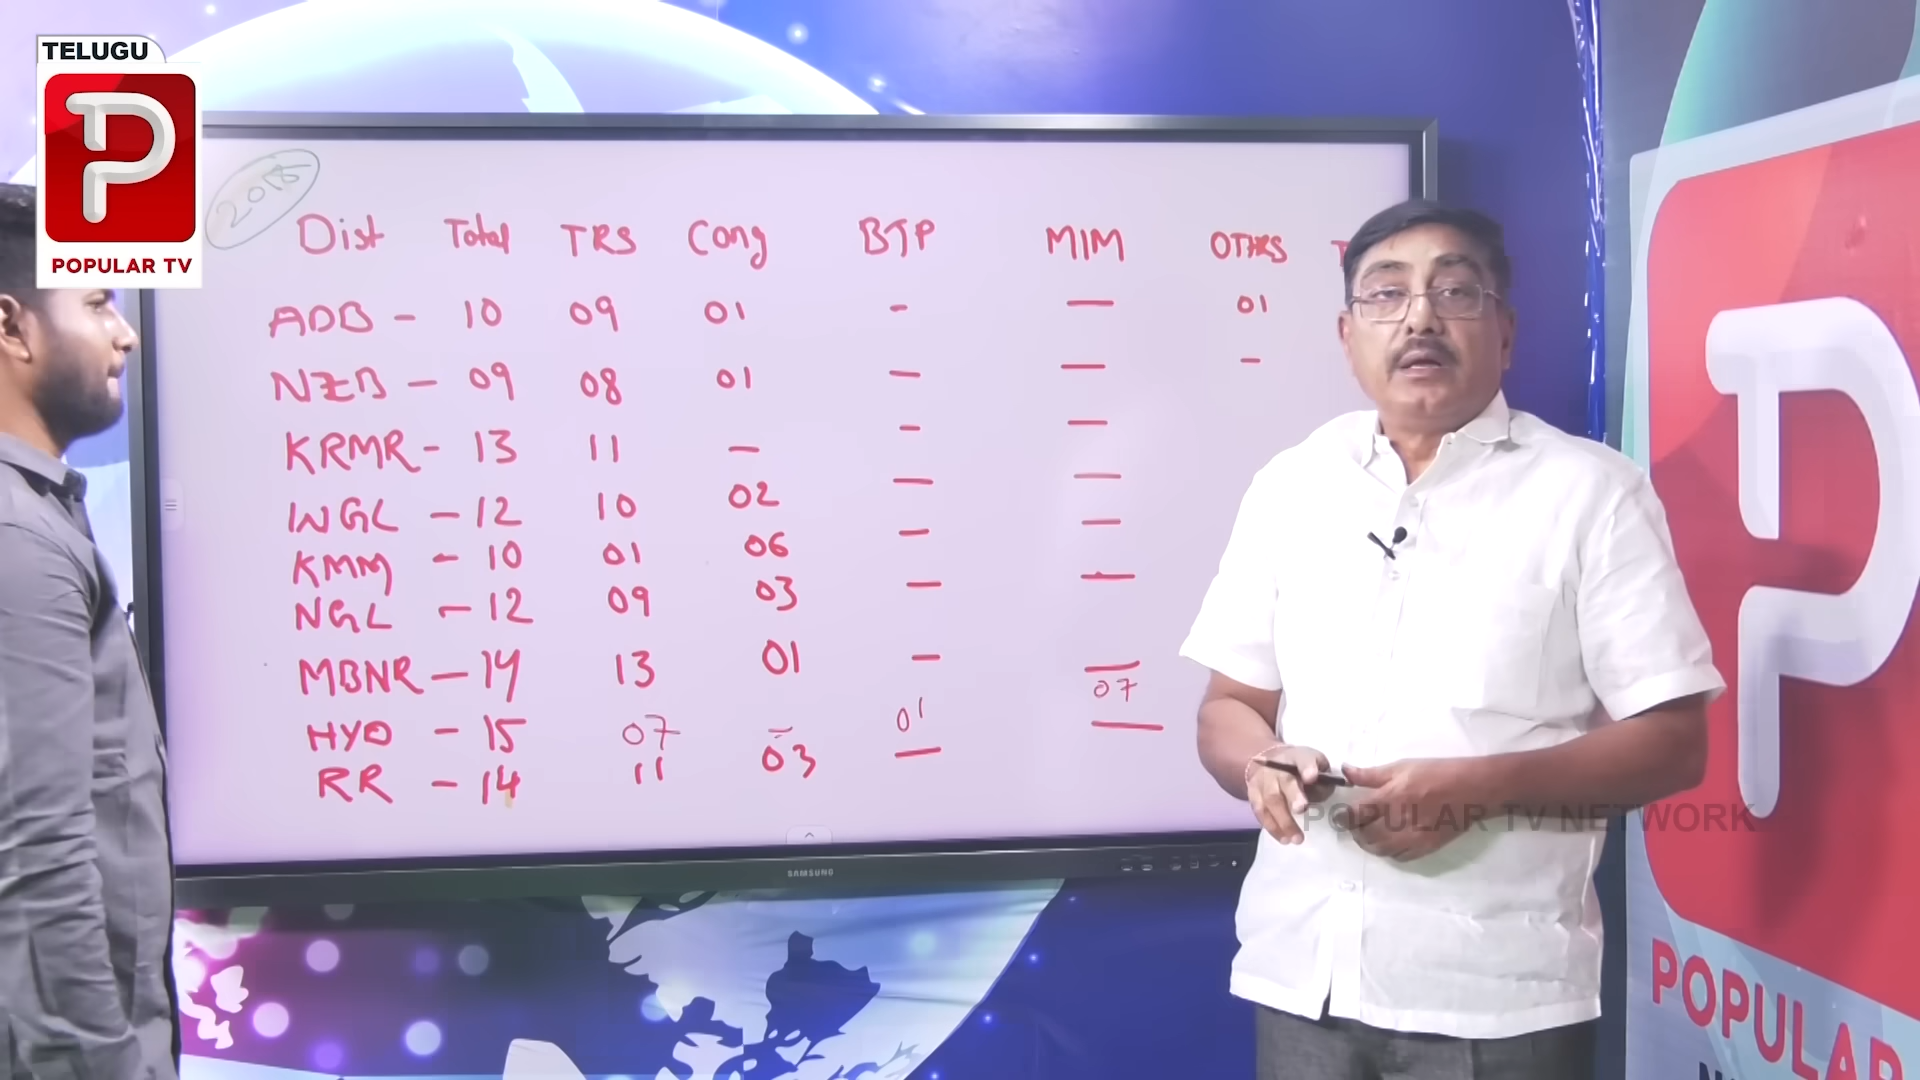 TELUGU
P
POPULAR TV
2018
Dist Total TRS Cong BJP MIM OTHRS T
ADB - 10 09 01 - — 01
NZB — 09 08 01 — — -
KRMR - 13 11 — — —
WGL — 12 10 02 — —
KMM - 10 01 06 — —
NGL — 12 09 03 — —
MBNR — 14 13 01 — —
HYD - 15 07 - 01 07
RR - 14 11 03 — —
SAMSUNG
POPULAR TV NETWORK
P
POPULAR